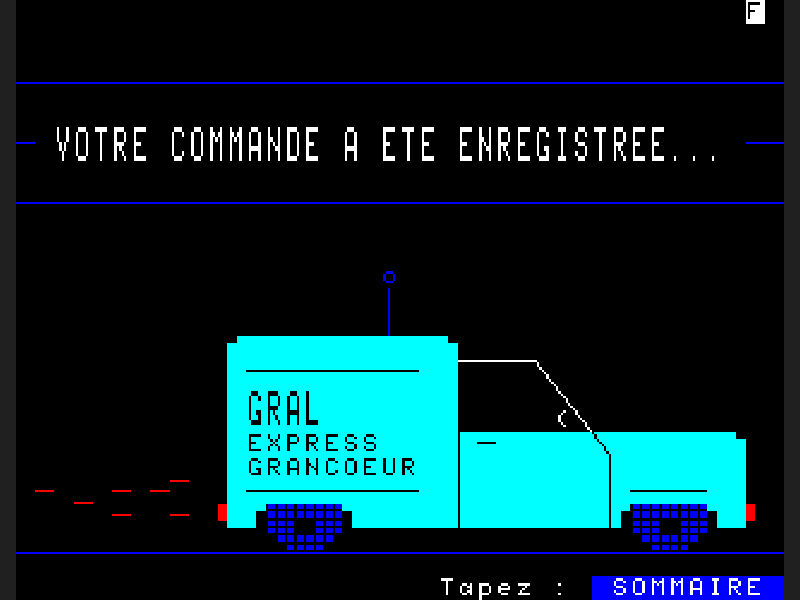 F
VOTRE COMMANDE A ETE ENREGISTREE...
GRAL
EXPRESS
GRANCOEUR
Tapez : SOMMAIRE